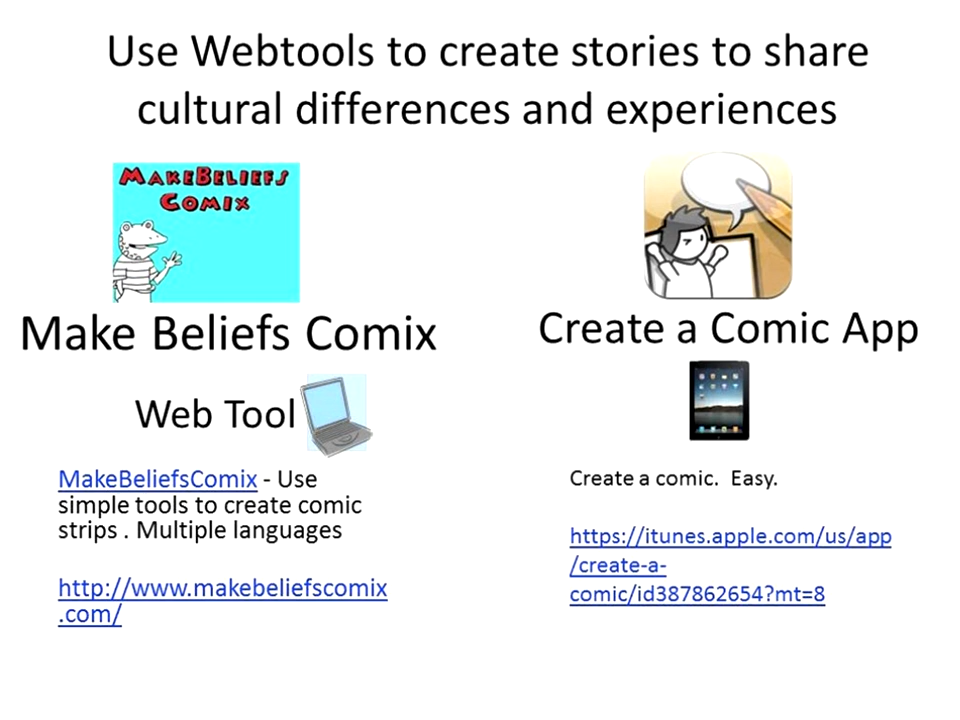 Use Webtools to create stories to share
cultural differences and experiences
MAKEBELIEFS
COMIX
Make Beliefs Comix
Web Tool
MakeBeliefsComix - Use
simple tools to create comic
strips . Multiple languages
http://www.makebeliefscomix
.com/
Create a Comic App
Create a comic.  Easy.
https://itunes.apple.com/us/app
/create-a-
comic/id387862654?mt=8